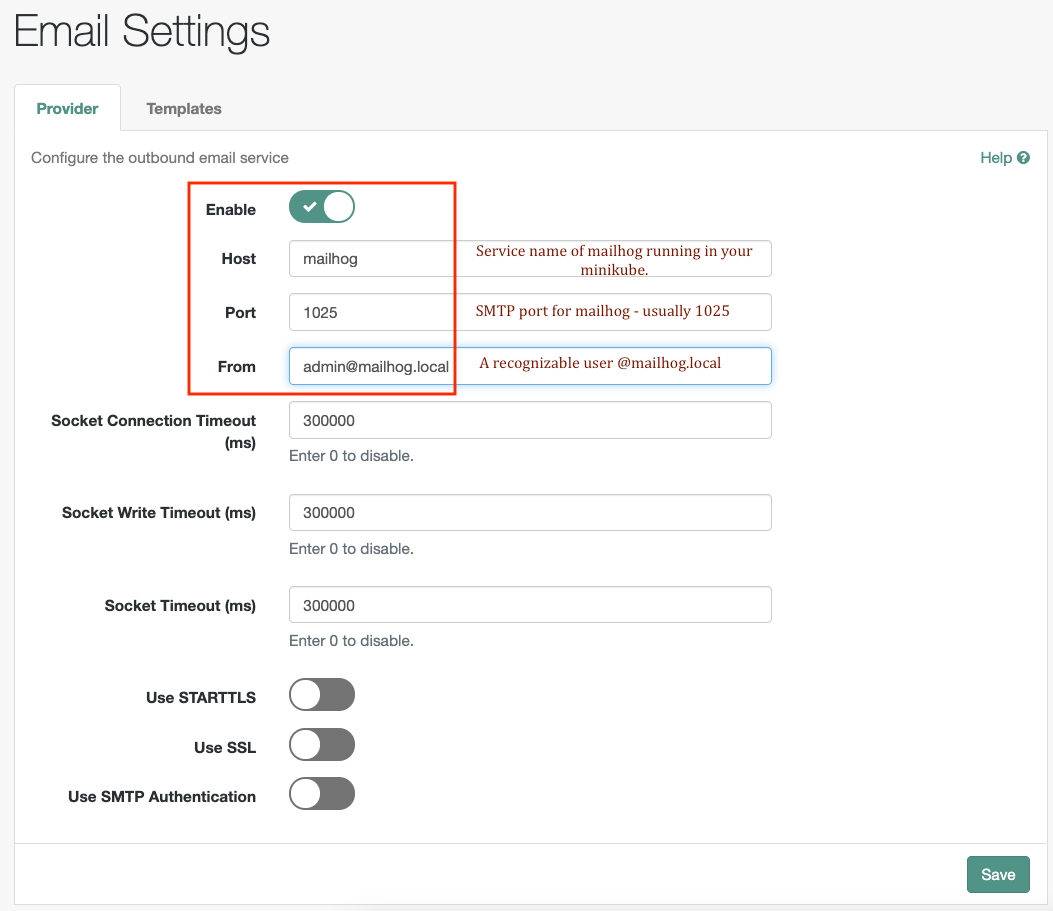 Email Settings
Provider
Templates
Configure the outbound email service
Help
Enable
Host
mailhog
Service name of mailhog running in your
minikube.
Port
1025
SMTP port for mailhog - usually 1025
From
admin@mailhog.local
A recognizable user @mailhog.local
Socket Connection Timeout
(ms)
300000
Enter 0 to disable.
Socket Write Timeout (ms)
300000
Enter 0 to disable.
Socket Timeout (ms)
300000
Enter 0 to disable.
Use STARTTLS
Use SSL
Use SMTP Authentication
Save